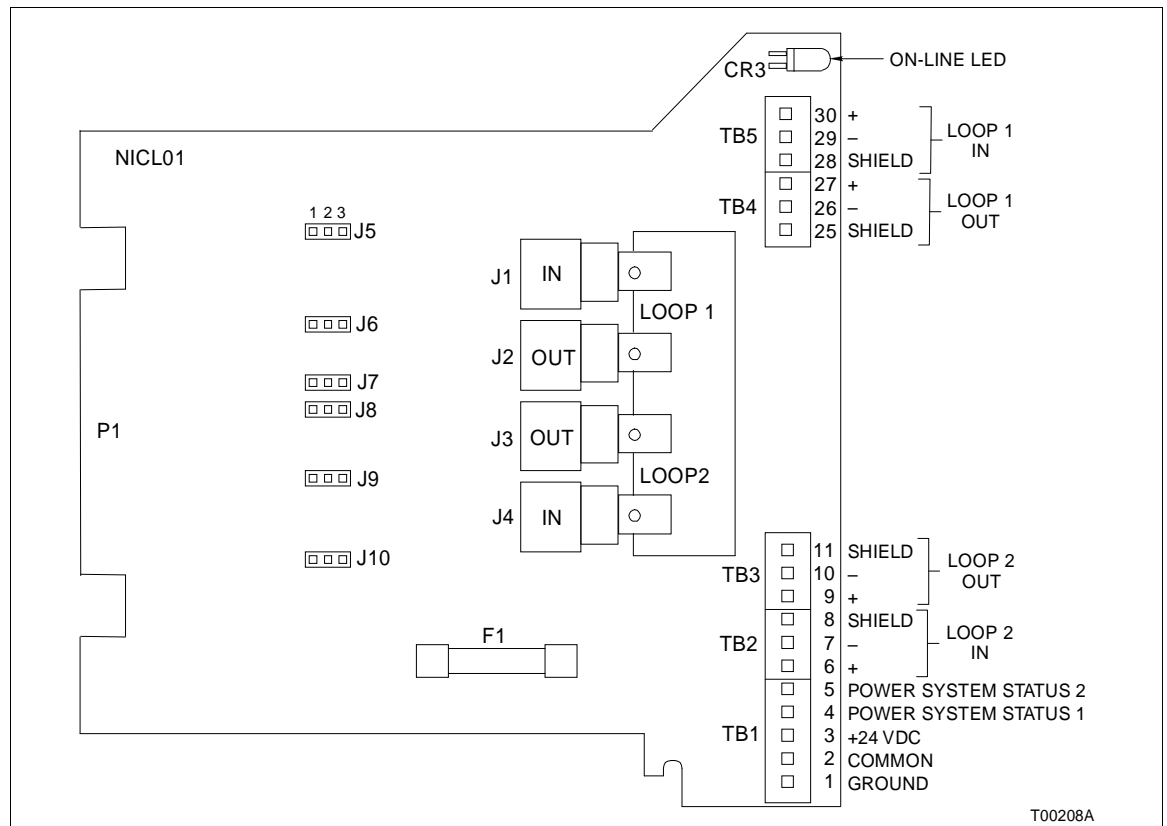 CR3
ON-LINE LED
NICL01
TB5
30 +
29 –
28 SHIELD
LOOP 1
IN
TB4
27 +
26 –
25 SHIELD
LOOP 1
OUT
1 2 3
J5
J6
J7
J8
J9
J10
P1
J1 IN
LOOP 1
J2 OUT
J3 OUT
LOOP2
J4 IN
F1
TB3
11 SHIELD
10 –
9 +
LOOP 2
OUT
TB2
8 SHIELD
7 –
6 +
LOOP 2
IN
TB1
5 POWER SYSTEM STATUS 2
4 POWER SYSTEM STATUS 1
3 +24 VDC
2 COMMON
1 GROUND
T00208A